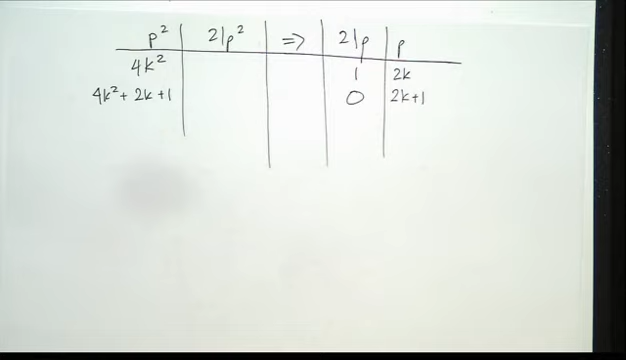 p² 2|p² => 2|p p
4k² 1 2k
4k² + 2k + 1 0 2k+1